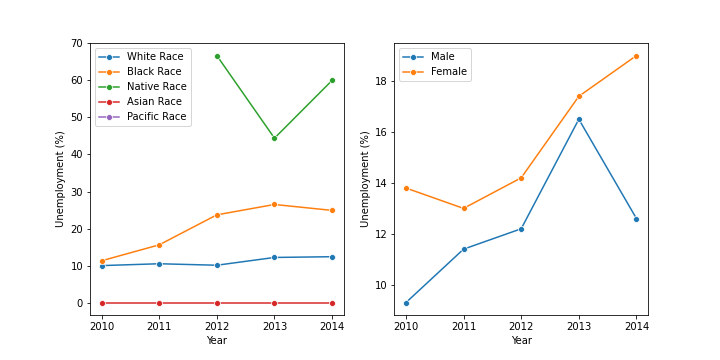 White Race
Black Race
Native Race
Asian Race
Pacific Race
Unemployment (%)
70
60
50
40
30
20
10
0
2010 2011 2012 2013 2014
Year
Male
Female
Unemployment (%)
18
16
14
12
10
2010 2011 2012 2013 2014
Year